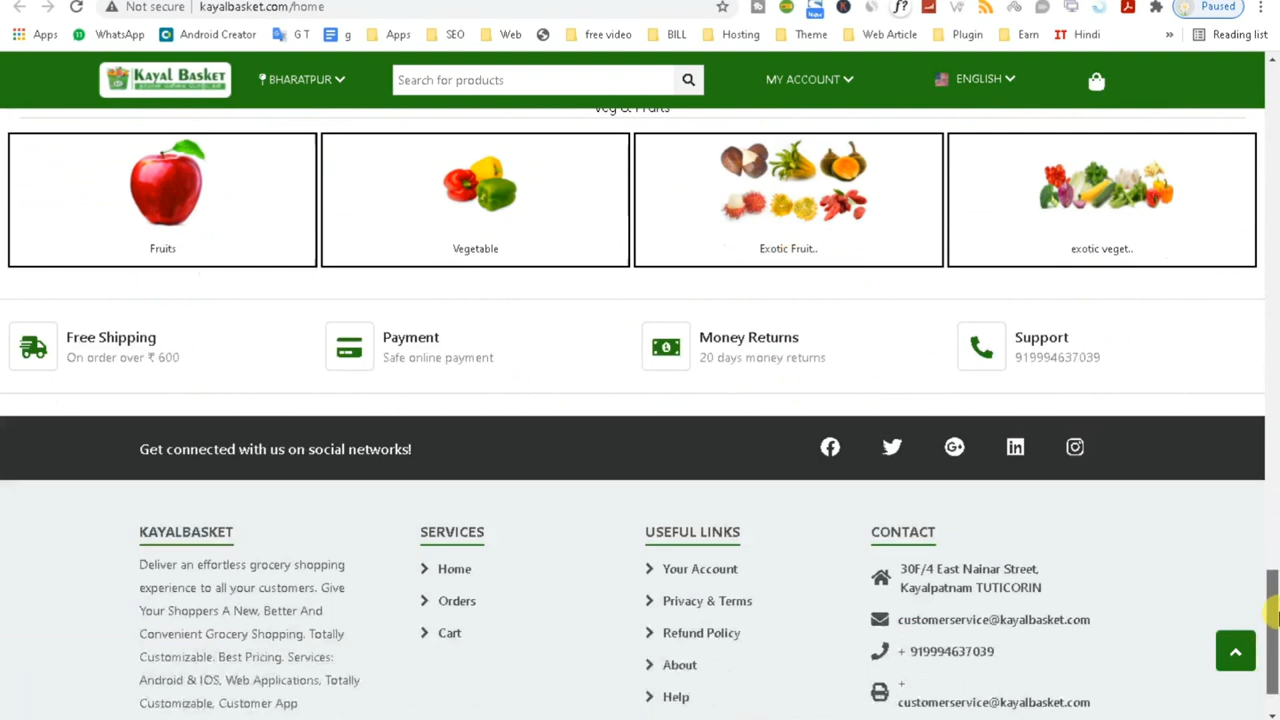 Not secure | kayalbasket.com/home
Paused
Apps WhatsApp Android Creator G T g Apps SEO Web free video BILL Hosting Theme Web Article Plugin Earn IT Hindi » Reading list
Kayal Basket
BHARATPUR
Search for products
MY ACCOUNT
ENGLISH
Veg & Fruits
Fruits
Vegetable
Exotic Fruit..
exotic veget..
Free Shipping
On order over ₹ 600
Payment
Safe online payment
Money Returns
20 days money returns
Support
919994637039
Get connected with us on social networks!
KAYALBASKET
Deliver an effortless grocery shopping
experience to all your customers. Give
Your Shoppers A New, Better And
Convenient Grocery Shopping. Totally
Customizable. Best Pricing. Services:
Android & IOS, Web Applications, Totally
Customizable, Customer App
SERVICES
Home
Orders
Cart
USEFUL LINKS
Your Account
Privacy & Terms
Refund Policy
About
Help
CONTACT
30F/4 East Nainar Street,
Kayalpatnam TUTICORIN
customerservice@kayalbasket.com
+ 919994637039
+
customerservice@kayalbasket.com